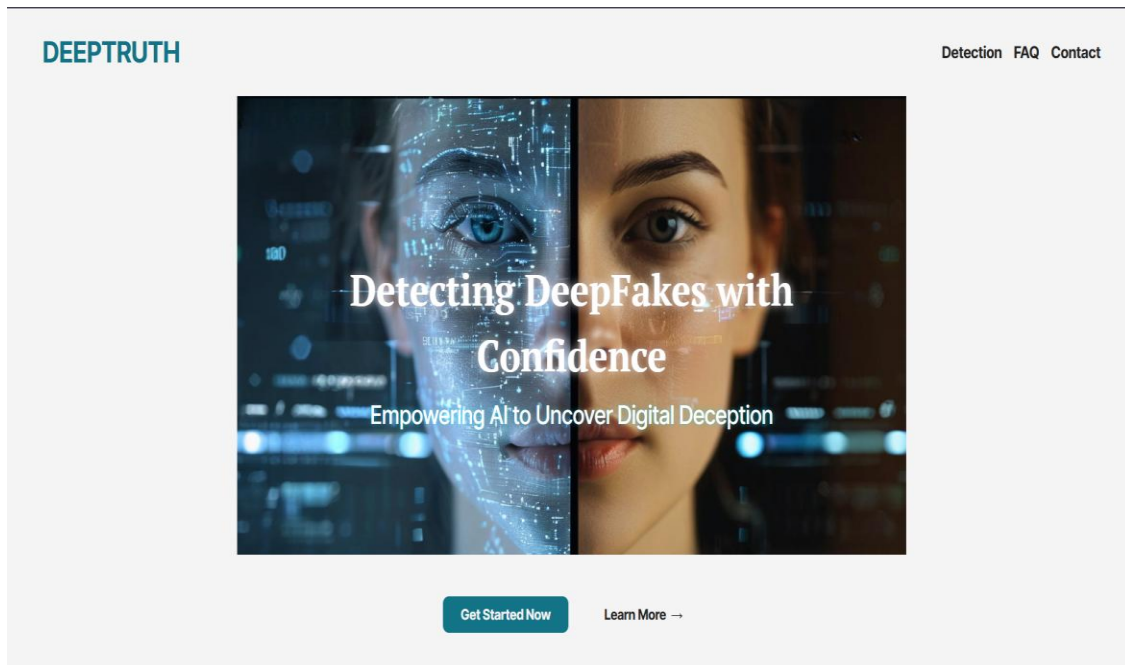 DEEPTRUTH
Detection FAQ Contact
Detecting DeepFakes with
Confidence
Empowering AI to Uncover Digital Deception
Get Started Now
Learn More →